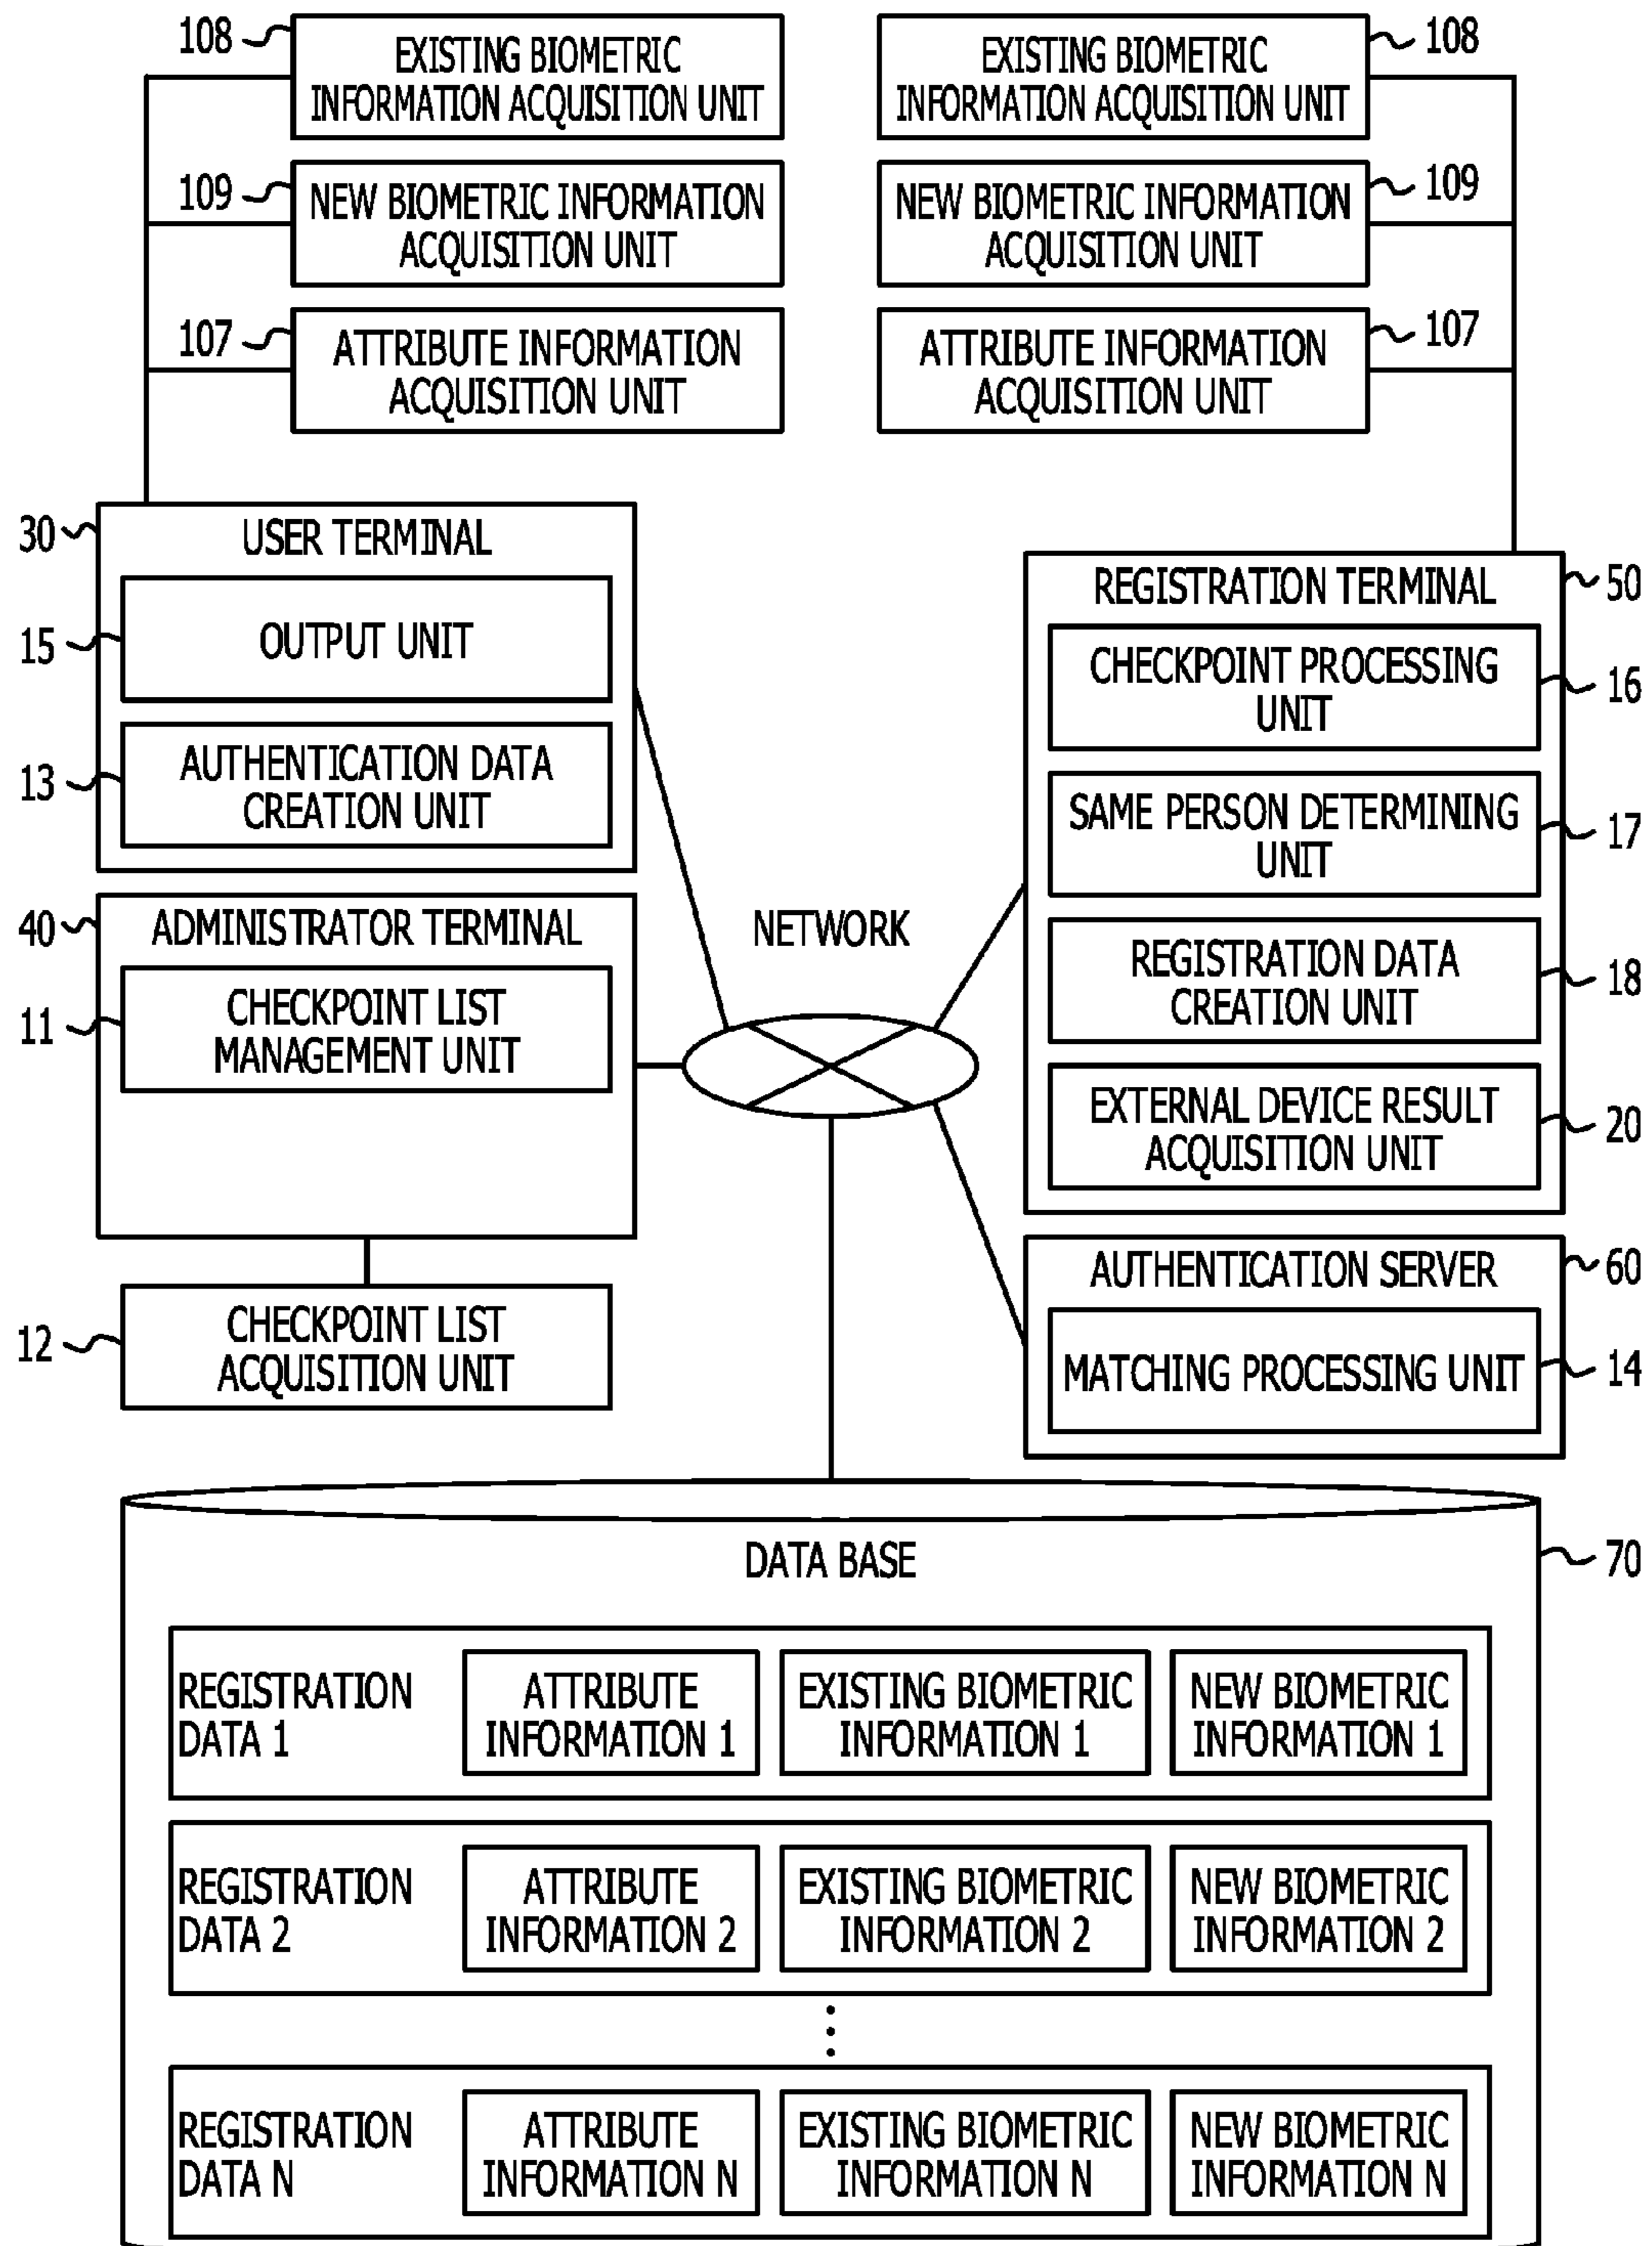 108
EXISTING BIOMETRIC
INFORMATION ACQUISITION UNIT
EXISTING BIOMETRIC
INFORMATION ACQUISITION UNIT
108
109
NEW BIOMETRIC INFORMATION
ACQUISITION UNIT
NEW BIOMETRIC INFORMATION
ACQUISITION UNIT
109
107
ATTRIBUTE INFORMATION
ACQUISITION UNIT
ATTRIBUTE INFORMATION
ACQUISITION UNIT
107
30
USER TERMINAL
15
OUTPUT UNIT
13
AUTHENTICATION DATA
CREATION UNIT
40
ADMINISTRATOR TERMINAL
11
CHECKPOINT LIST
MANAGEMENT UNIT
12
CHECKPOINT LIST
ACQUISITION UNIT
NETWORK
REGISTRATION TERMINAL
50
CHECKPOINT PROCESSING
UNIT
16
SAME PERSON DETERMINING
UNIT
17
REGISTRATION DATA
CREATION UNIT
18
EXTERNAL DEVICE RESULT
ACQUISITION UNIT
20
AUTHENTICATION SERVER
60
MATCHING PROCESSING UNIT
14
DATA BASE
70
REGISTRATION
DATA 1
ATTRIBUTE
INFORMATION 1
EXISTING BIOMETRIC
INFORMATION 1
NEW BIOMETRIC
INFORMATION 1
REGISTRATION
DATA 2
ATTRIBUTE
INFORMATION 2
EXISTING BIOMETRIC
INFORMATION 2
NEW BIOMETRIC
INFORMATION 2
REGISTRATION
DATA N
ATTRIBUTE
INFORMATION N
EXISTING BIOMETRIC
INFORMATION N
NEW BIOMETRIC
INFORMATION N